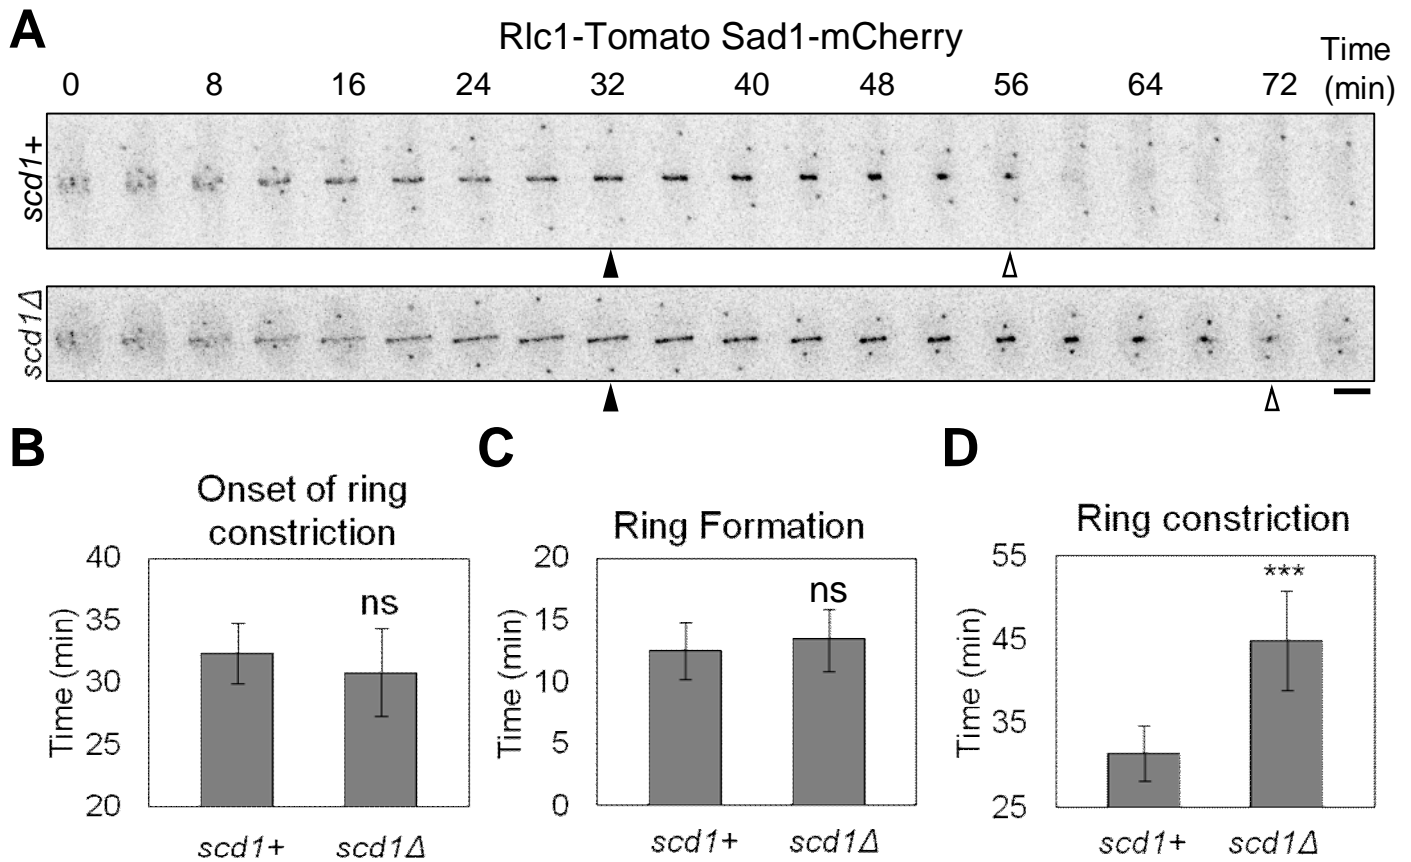 A
Rlc1-Tomato Sad1-mCherry
Time
(min)
0 8 16 24 32 40 48 56 64 72
scd1+
scd1Δ
B
Onset of ring
constriction
Time (min)
40
35
30
25
20
ns
scd1+ scd1Δ
C
Ring Formation
Time (min)
20
15
10
5
0
ns
scd1+ scd1Δ
D
Ring constriction
Time (min)
55
45
35
25
***
scd1+ scd1Δ